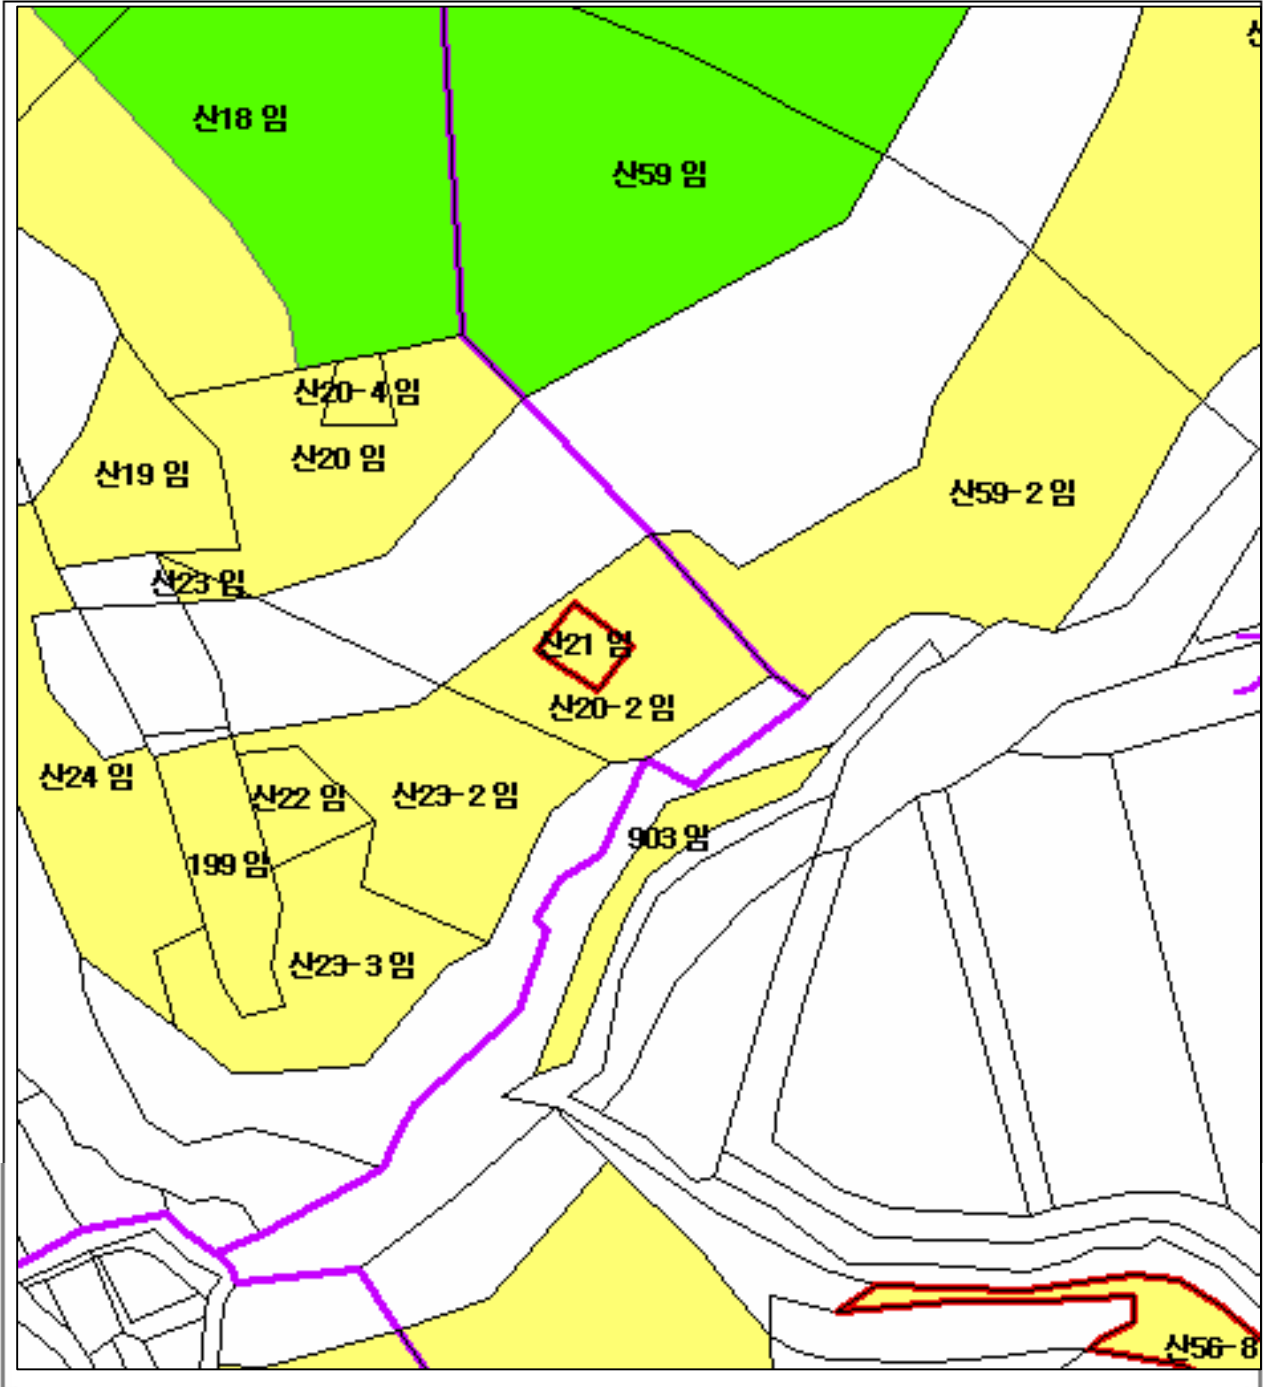 산18 임
산59 임
산20-4 임
산20 임
산19 임
산59-2 임
산23 임
산21 임
산20-2 임
산24 임
산22 임
산23-2 임
903 임
199 임
산23-3 임
산56-8